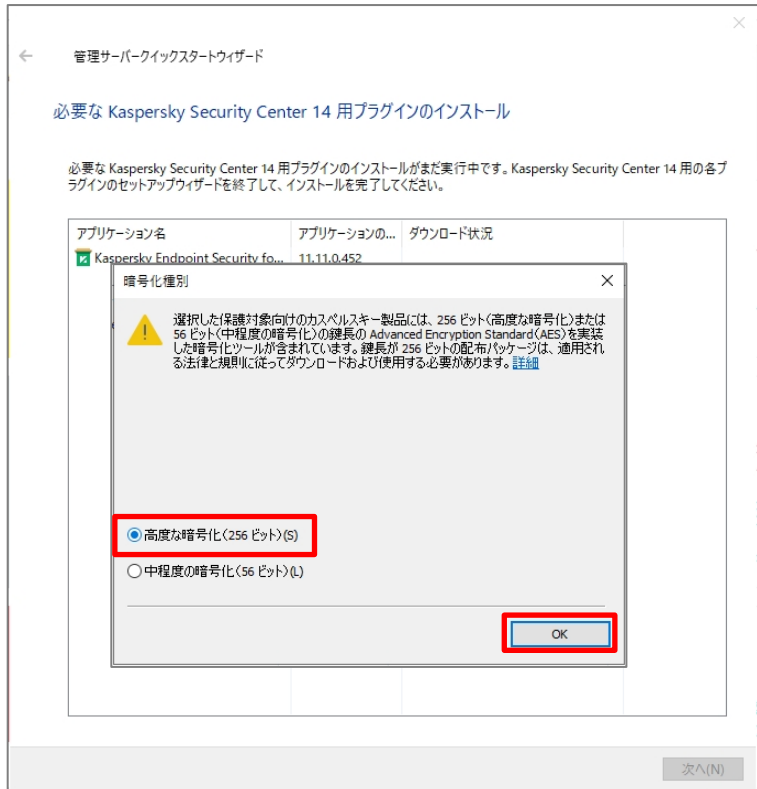 管理サーバークイックスタートウィザード
必要な Kaspersky Security Center 14 用プラグインのインストール
必要な Kaspersky Security Center 14 用プラグインのインストールがまだ実行中です。Kaspersky Security Center 14 用の各プ
ラグインのセットアップウィザードを終了して、インストールを完了してください。
アプリケーション名 アプリケーションの... ダウンロード状況
Kaspersky Endpoint Security fo... 11.11.0.452
暗号化種別
選択した保護対象向けのカスペルスキー製品には、256 ビット(高度な暗号化)または
56 ビット(中程度の暗号化)の鍵長の Advanced Encryption Standard(AES)を実装
した暗号化ツールが含まれています。鍵長が 256 ビットの配布パッケージは、適用され
る法律と規則に従ってダウンロードおよび使用する必要があります。詳細
高度な暗号化(256 ビット)(S)
中程度の暗号化(56 ビット)(L)
OK
次へ(N)